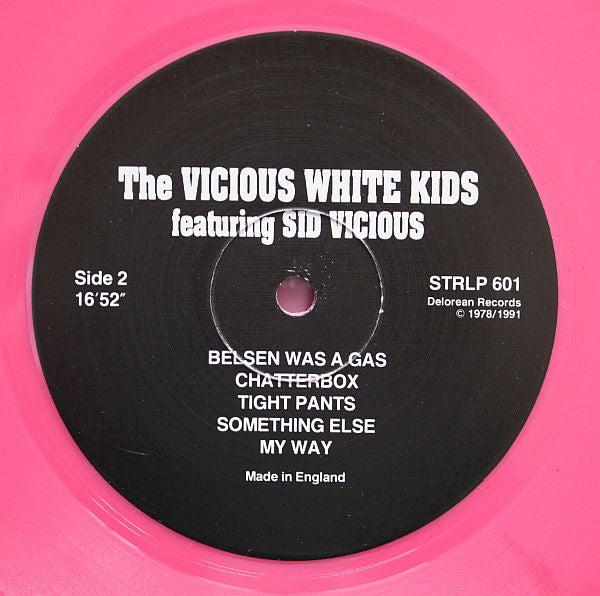 The VICIOUS WHITE KIDS
featuring SID VICIOUS
Side 2
16'52"
STRLP 601
Delorean Records
© 1978/1991
BELSEN WAS A GAS
CHATTERBOX
TIGHT PANTS
SOMETHING ELSE
MY WAY
Made in England